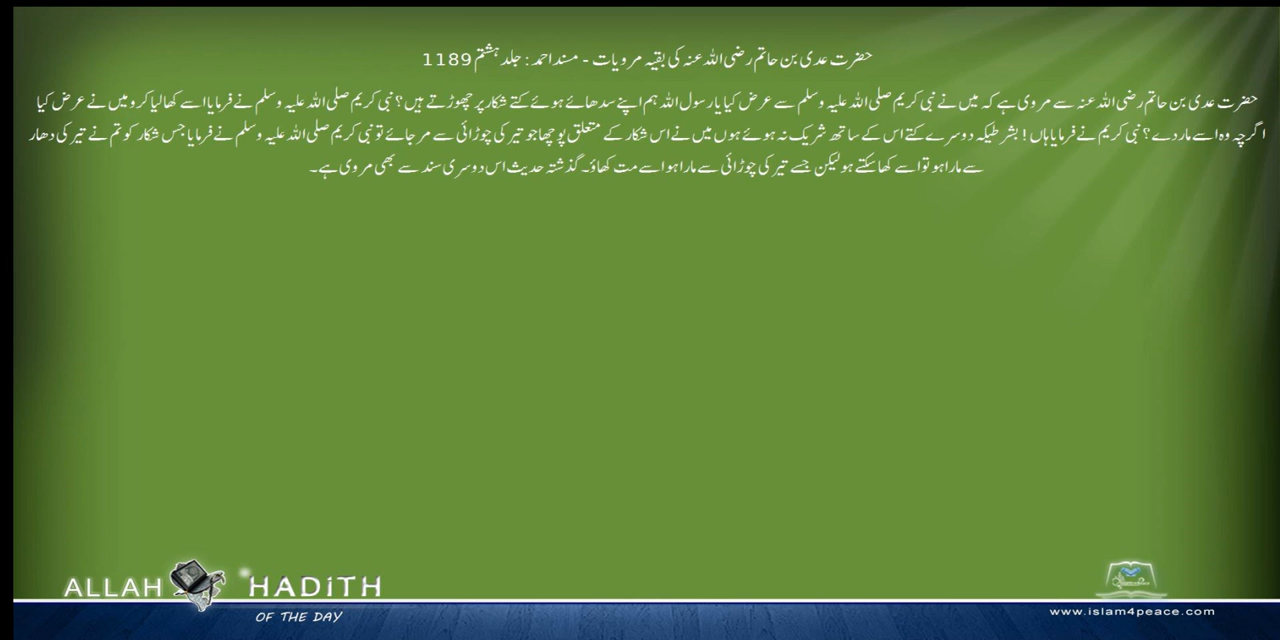 حضرت عدی بن حاتم رضی اللہ عنہ کی بقیہ مرویات - مسند احمد : جلد ہشتم 1189
حضرت عدی بن حاتم رضی اللہ عنہ سے مروی ہے کہ میں نے نبی کریم صلی اللہ علیہ وسلم سے عرض کیا یا رسول اللہ ہم اپنے سدھائے ہوئے کتے شکار پر چھوڑتے ہیں؟ نبی کریم صلی اللہ علیہ وسلم نے فرمایا اسے کھا لیا کرو میں نے عرض کیا
اگرچہ وہ اسے مار دے؟ نبی کریم نے فرمایا ہاں! بشرطیکہ دوسرے کتے اس کے ساتھ شریک نہ ہوئے ہوں میں نے اس شکار کے متعلق پوچھا جو تیر کی چوڑائی سے مر جائے تو نبی کریم صلی اللہ علیہ وسلم نے فرمایا جس شکار کو تم نے تیر کی دھار
سے مارا ہو تو اسے کھا سکتے ہو لیکن جسے تیر کی چوڑائی سے مارا ہو اسے مت کھاؤ۔ گذشتہ حدیث اس دوسری سند سے بھی مروی ہے۔
ALLAH HADITH
OF THE DAY
www.islam4peace.com